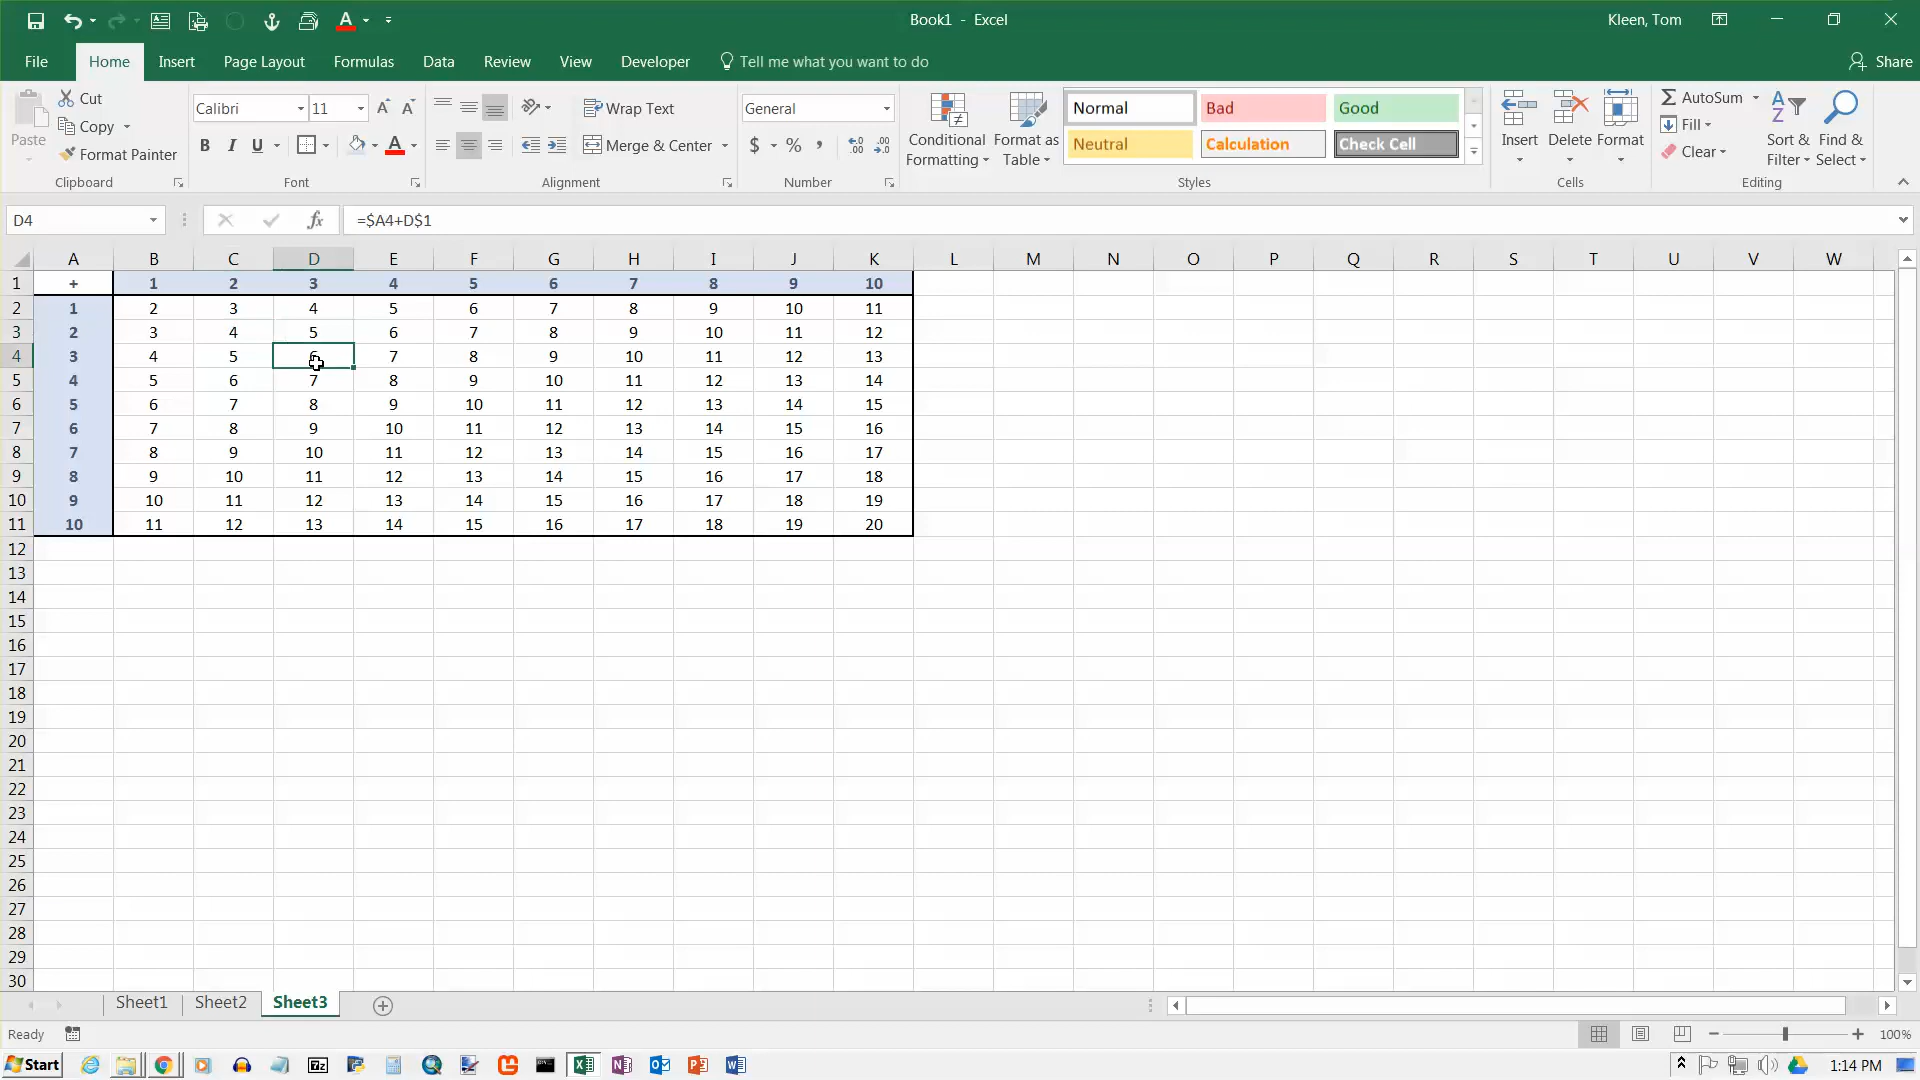 Book1 - Excel
Kleen, Tom
File Home Insert Page Layout Formulas Data Review View Developer Tell me what you want to do Share
Paste
Cut
Copy
Format Painter
Clipboard
Calibri 11 A A
B I U A
Font
Wrap Text
Merge & Center
Alignment
General
$ % , .00
Number
Conditional Formatting
Format as Table
Normal Bad Good
Neutral Calculation Check Cell
Styles
Insert Delete Format
Cells
AutoSum
Fill
Clear
Sort & Filter
Find & Select
Editing
D4 fx =$A4+D$1
A B C D E F G H I J K L M N O P Q R S T U V W
1 + 1 2 3 4 5 6 7 8 9 10
2 1 2 3 4 5 6 7 8 9 10 11
3 2 3 4 5 6 7 8 9 10 11 12
4 3 4 5 6 7 8 9 10 11 12 13
5 4 5 6 7 8 9 10 11 12 13 14
6 5 6 7 8 9 10 11 12 13 14 15
7 6 7 8 9 10 11 12 13 14 15 16
8 7 8 9 10 11 12 13 14 15 16 17
9 8 9 10 11 12 13 14 15 16 17 18
10 9 10 11 12 13 14 15 16 17 18 19
11 10 11 12 13 14 15 16 17 18 19 20
12
13
14
15
16
17
18
19
20
21
22
23
24
25
26
27
28
29
30
Sheet1 Sheet2 Sheet3
Ready
100%
Start
1:14 PM